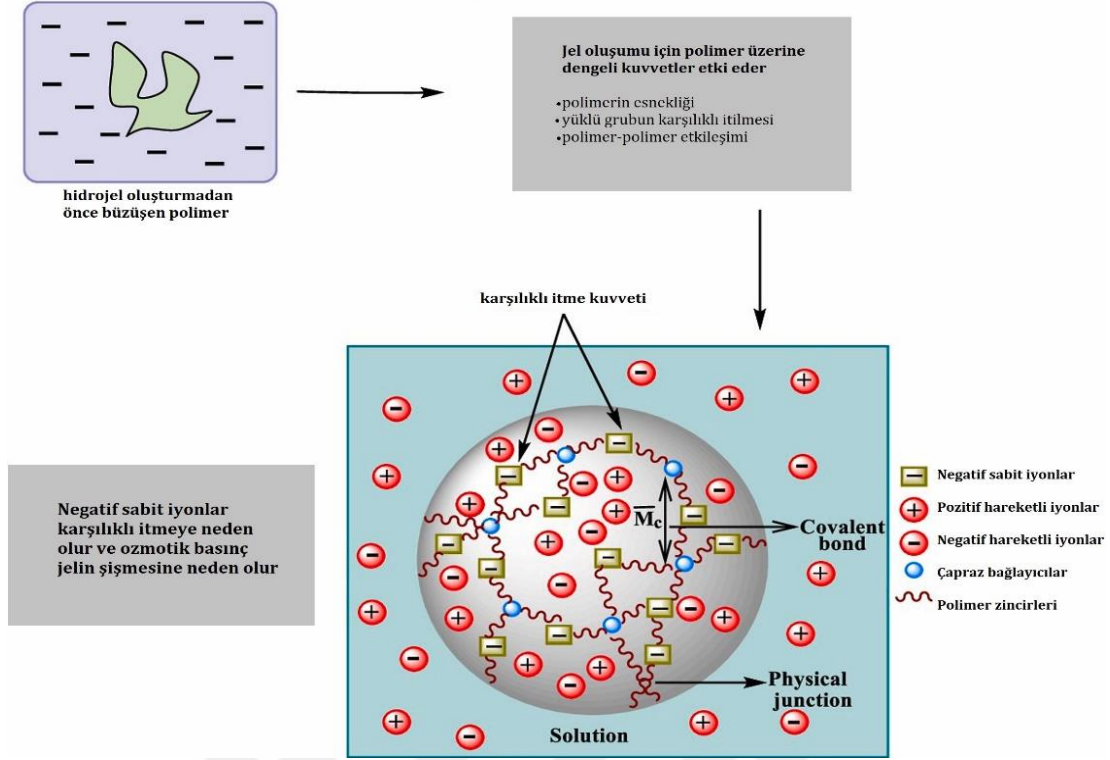 hidrojel oluşturmadan
önce büzüşen polimer
Jel oluşumu için polimer üzerine
dengeli kuvvetler etki eder
•polimerin esnekliği
•yüklü grubun karşılıklı itilmesi
•polimer-polimer etkileşimi
karşılıklı itme kuvveti
Negatif sabit iyonlar
karşılıklı itmeye neden
olur ve ozmotik basınç
jelin şişmesine neden olur
M̅c
Covalent
bond
Physical
junction
Solution
Negatif sabit iyonlar
Pozitif hareketli iyonlar
Negatif hareketli iyonlar
Çapraz bağlayıcılar
Polimer zincirleri